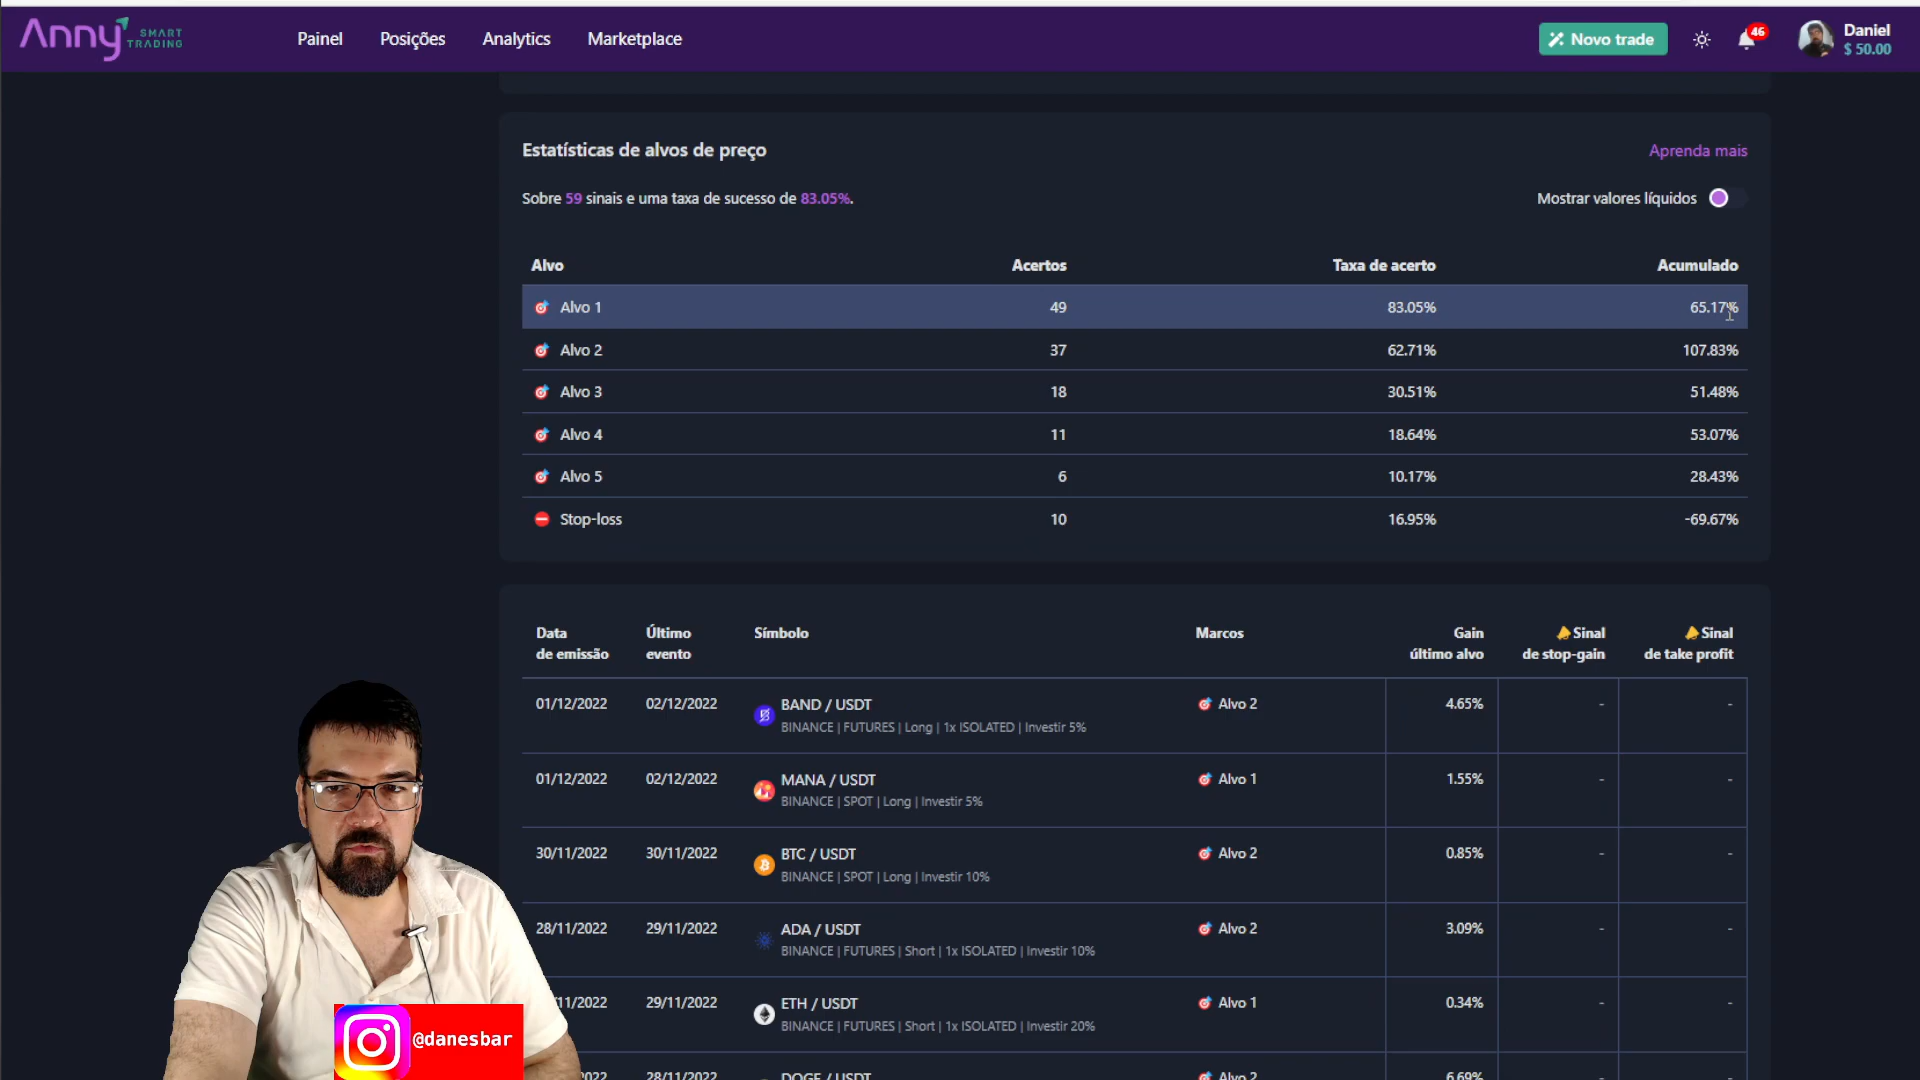 Anny SMART TRADING
Painel Posições Analytics Marketplace
Novo trade
46
Daniel
$ 50.00
Estatísticas de alvos de preço
Aprenda mais
Sobre 59 sinais e uma taxa de sucesso de 83.05%.
Mostrar valores líquidos
Alvo Acertos Taxa de acerto Acumulado
Alvo 1 49 83.05% 65.17%
Alvo 2 37 62.71% 107.83%
Alvo 3 18 30.51% 51.48%
Alvo 4 11 18.64% 53.07%
Alvo 5 6 10.17% 28.43%
Stop-loss 10 16.95% -69.67%
Data Último Símbolo Marcos Gain Sinal Sinal
de emissão evento último alvo de stop-gain de take profit
01/12/2022 02/12/2022 BAND / USDT Alvo 2 4.65% - -
BINANCE | FUTURES | Long | 1x ISOLATED | Investir 5%
01/12/2022 02/12/2022 MANA / USDT Alvo 1 1.55% - -
BINANCE | SPOT | Long | Investir 5%
30/11/2022 30/11/2022 BTC / USDT Alvo 2 0.85% - -
BINANCE | SPOT | Long | Investir 10%
28/11/2022 29/11/2022 ADA / USDT Alvo 2 3.09% - -
BINANCE | FUTURES | Short | 1x ISOLATED | Investir 10%
/11/2022 29/11/2022 ETH / USDT Alvo 1 0.34% - -
BINANCE | FUTURES | Short | 1x ISOLATED | Investir 20%
@danesbar
2022 28/11/2022 DOGE / USDT Alvo 2 6.69%